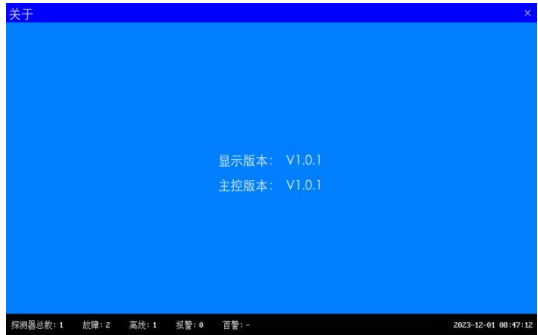 关于 ×
显示版本： V1.0.1
主控版本： V1.0.1
探测器总数：1 故障：2 离线：1 报警：0 首警：- 2023-12-01 08:47:12